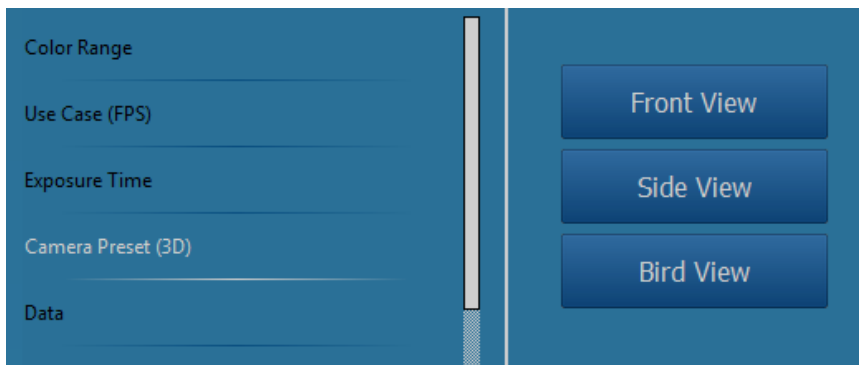 Color Range
Use Case (FPS)
Exposure Time
Camera Preset (3D)
Data
Front View
Side View
Bird View